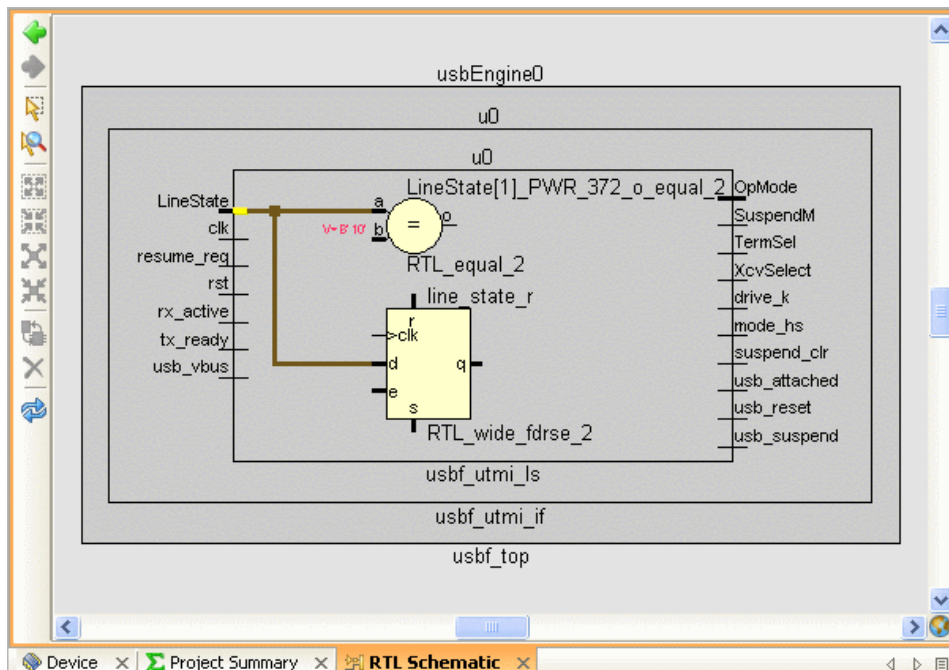 usbEngine0
u0
u0
LineState
clk
resume_req
rst
rx_active
tx_ready
usb_vbus
LineState[1]_PWR_372_o_equal_2
a
b
o
=
V=B'10'
RTL_equal_2
line_state_r
r
>clk
d
q
e
s
RTL_wide_fdrse_2
OpMode
SuspendM
TermSel
XcvSelect
drive_k
mode_hs
suspend_clr
usb_attached
usb_reset
usb_suspend
usbf_utmi_ls
usbf_utmi_if
usbf_top
Device Project Summary RTL Schematic